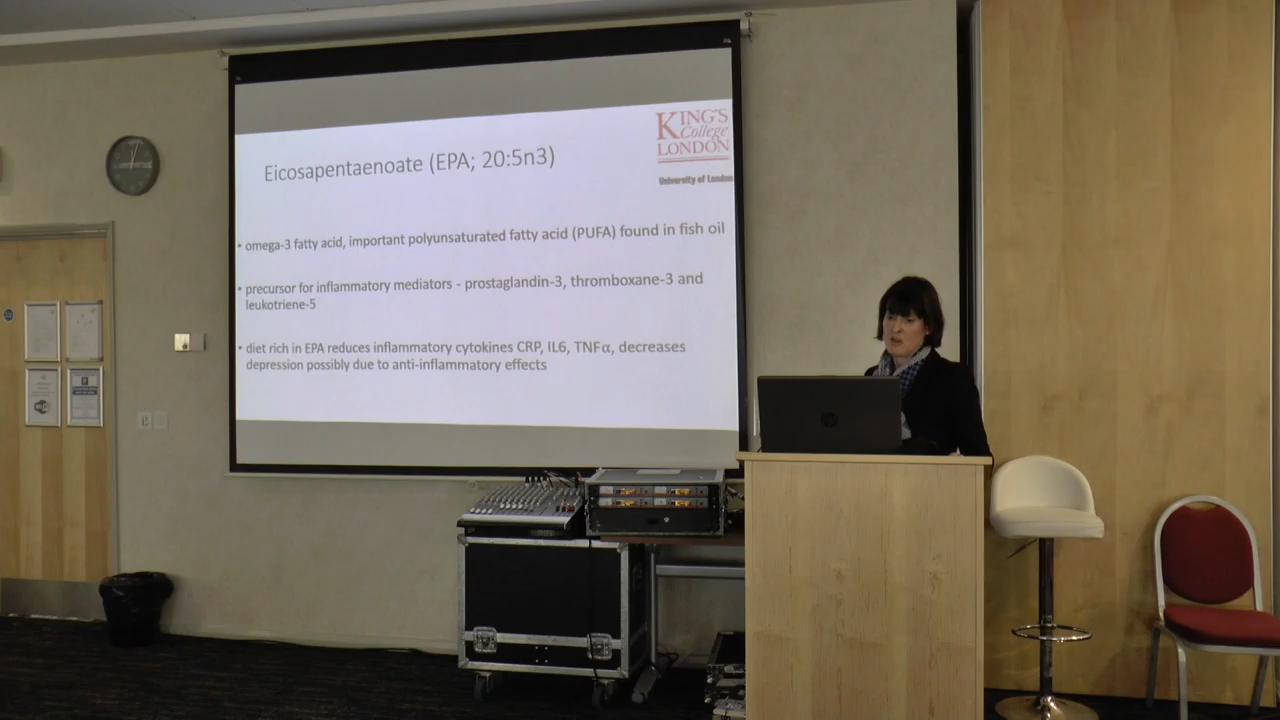 KING'S
College
LONDON
University of London
Eicosapentaenoate (EPA; 20:5n3)
• omega-3 fatty acid, important polyunsaturated fatty acid (PUFA) found in fish oil
• precursor for inflammatory mediators - prostaglandin-3, thromboxane-3 and
leukotriene-5
• diet rich in EPA reduces inflammatory cytokines CRP, IL6, TNFα, decreases
depression possibly due to anti-inflammatory effects
hp